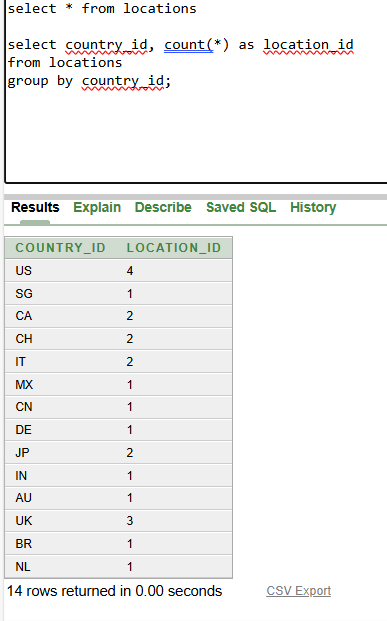 select * from locations
select country_id, count(*) as location_id
from locations
group by country_id;
Results Explain Describe Saved SQL History
COUNTRY_ID LOCATION_ID
US 4
SG 1
CA 2
CH 2
IT 2
MX 1
CN 1
DE 1
JP 2
IN 1
AU 1
UK 3
BR 1
NL 1
14 rows returned in 0.00 seconds CSV Export